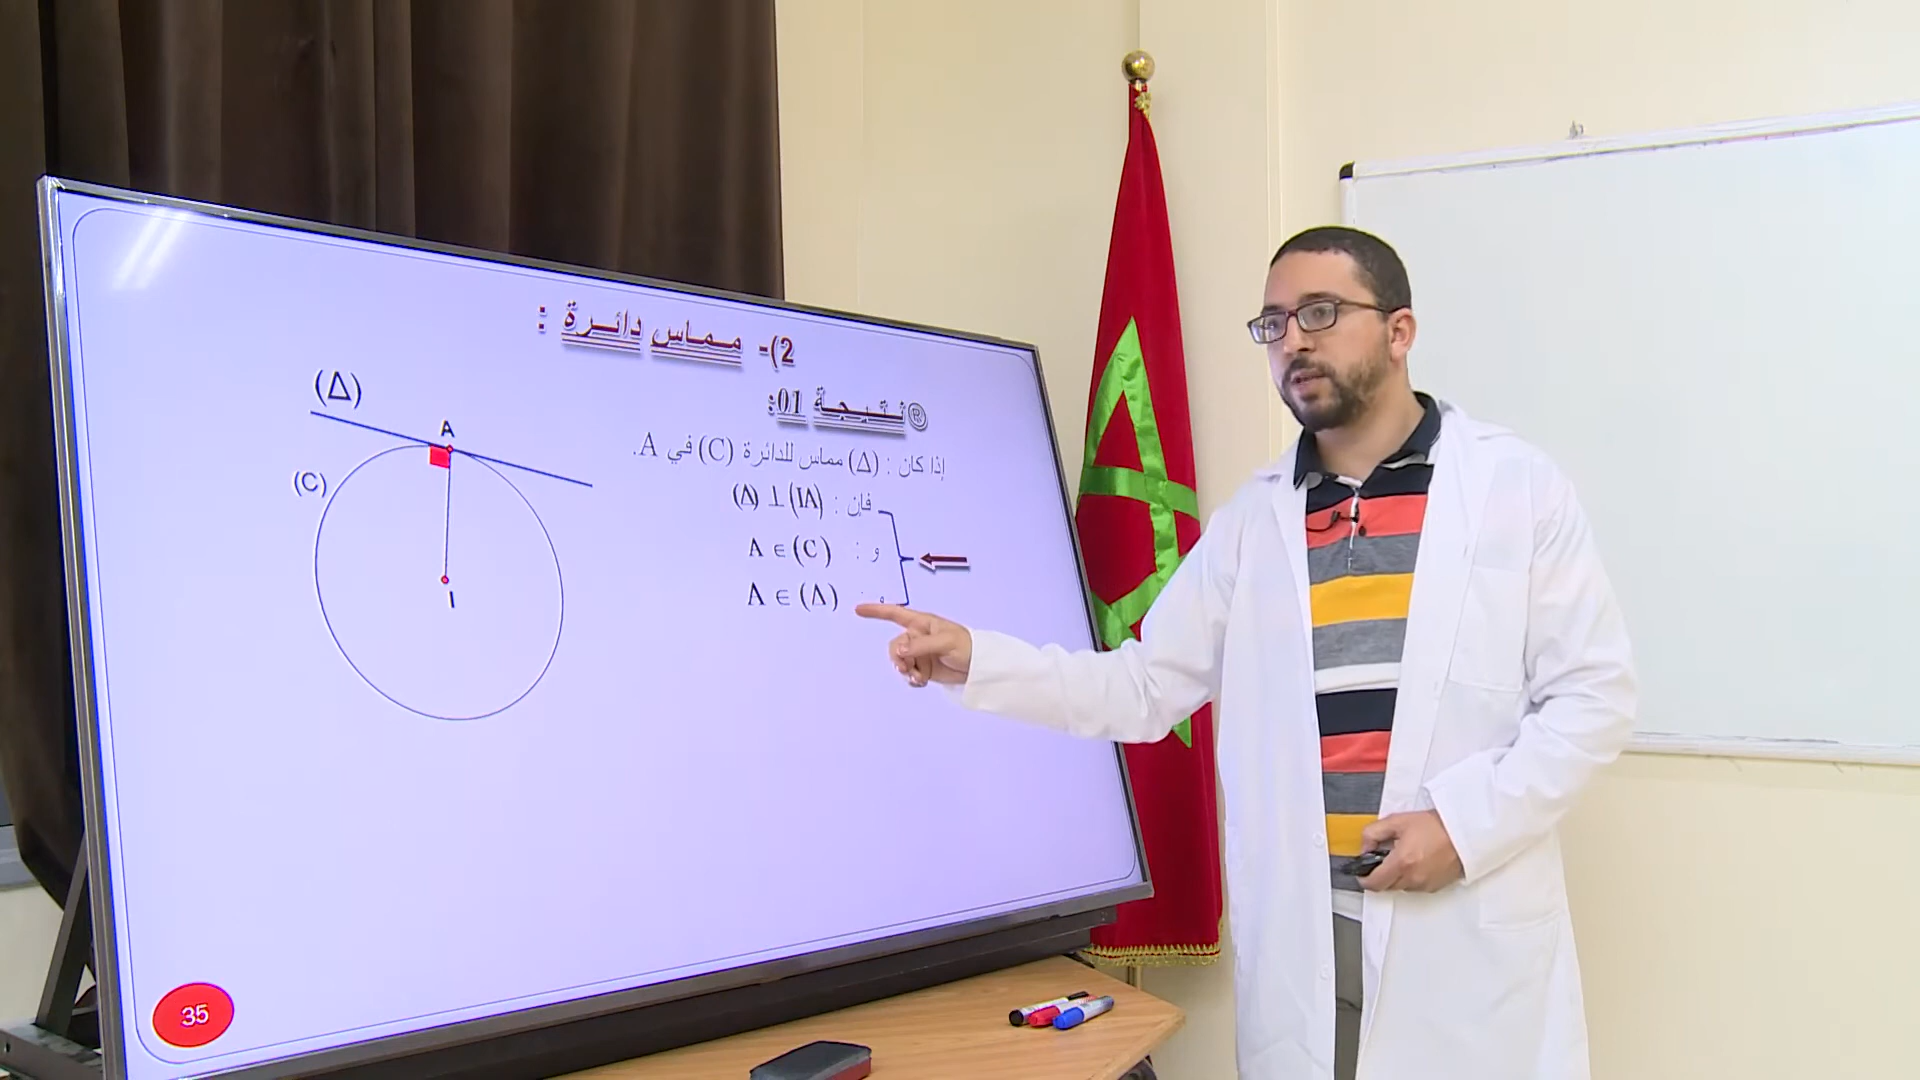 2)- مماس دائرة :
® نتيجة 01:
إذا كان : (Δ) مماس للدائرة (C) في A.
فإن : (IA) ⊥ (Δ)
و : A ∈ (C)
و : A ∈ (Δ)
(Δ)
A
(C)
I
35